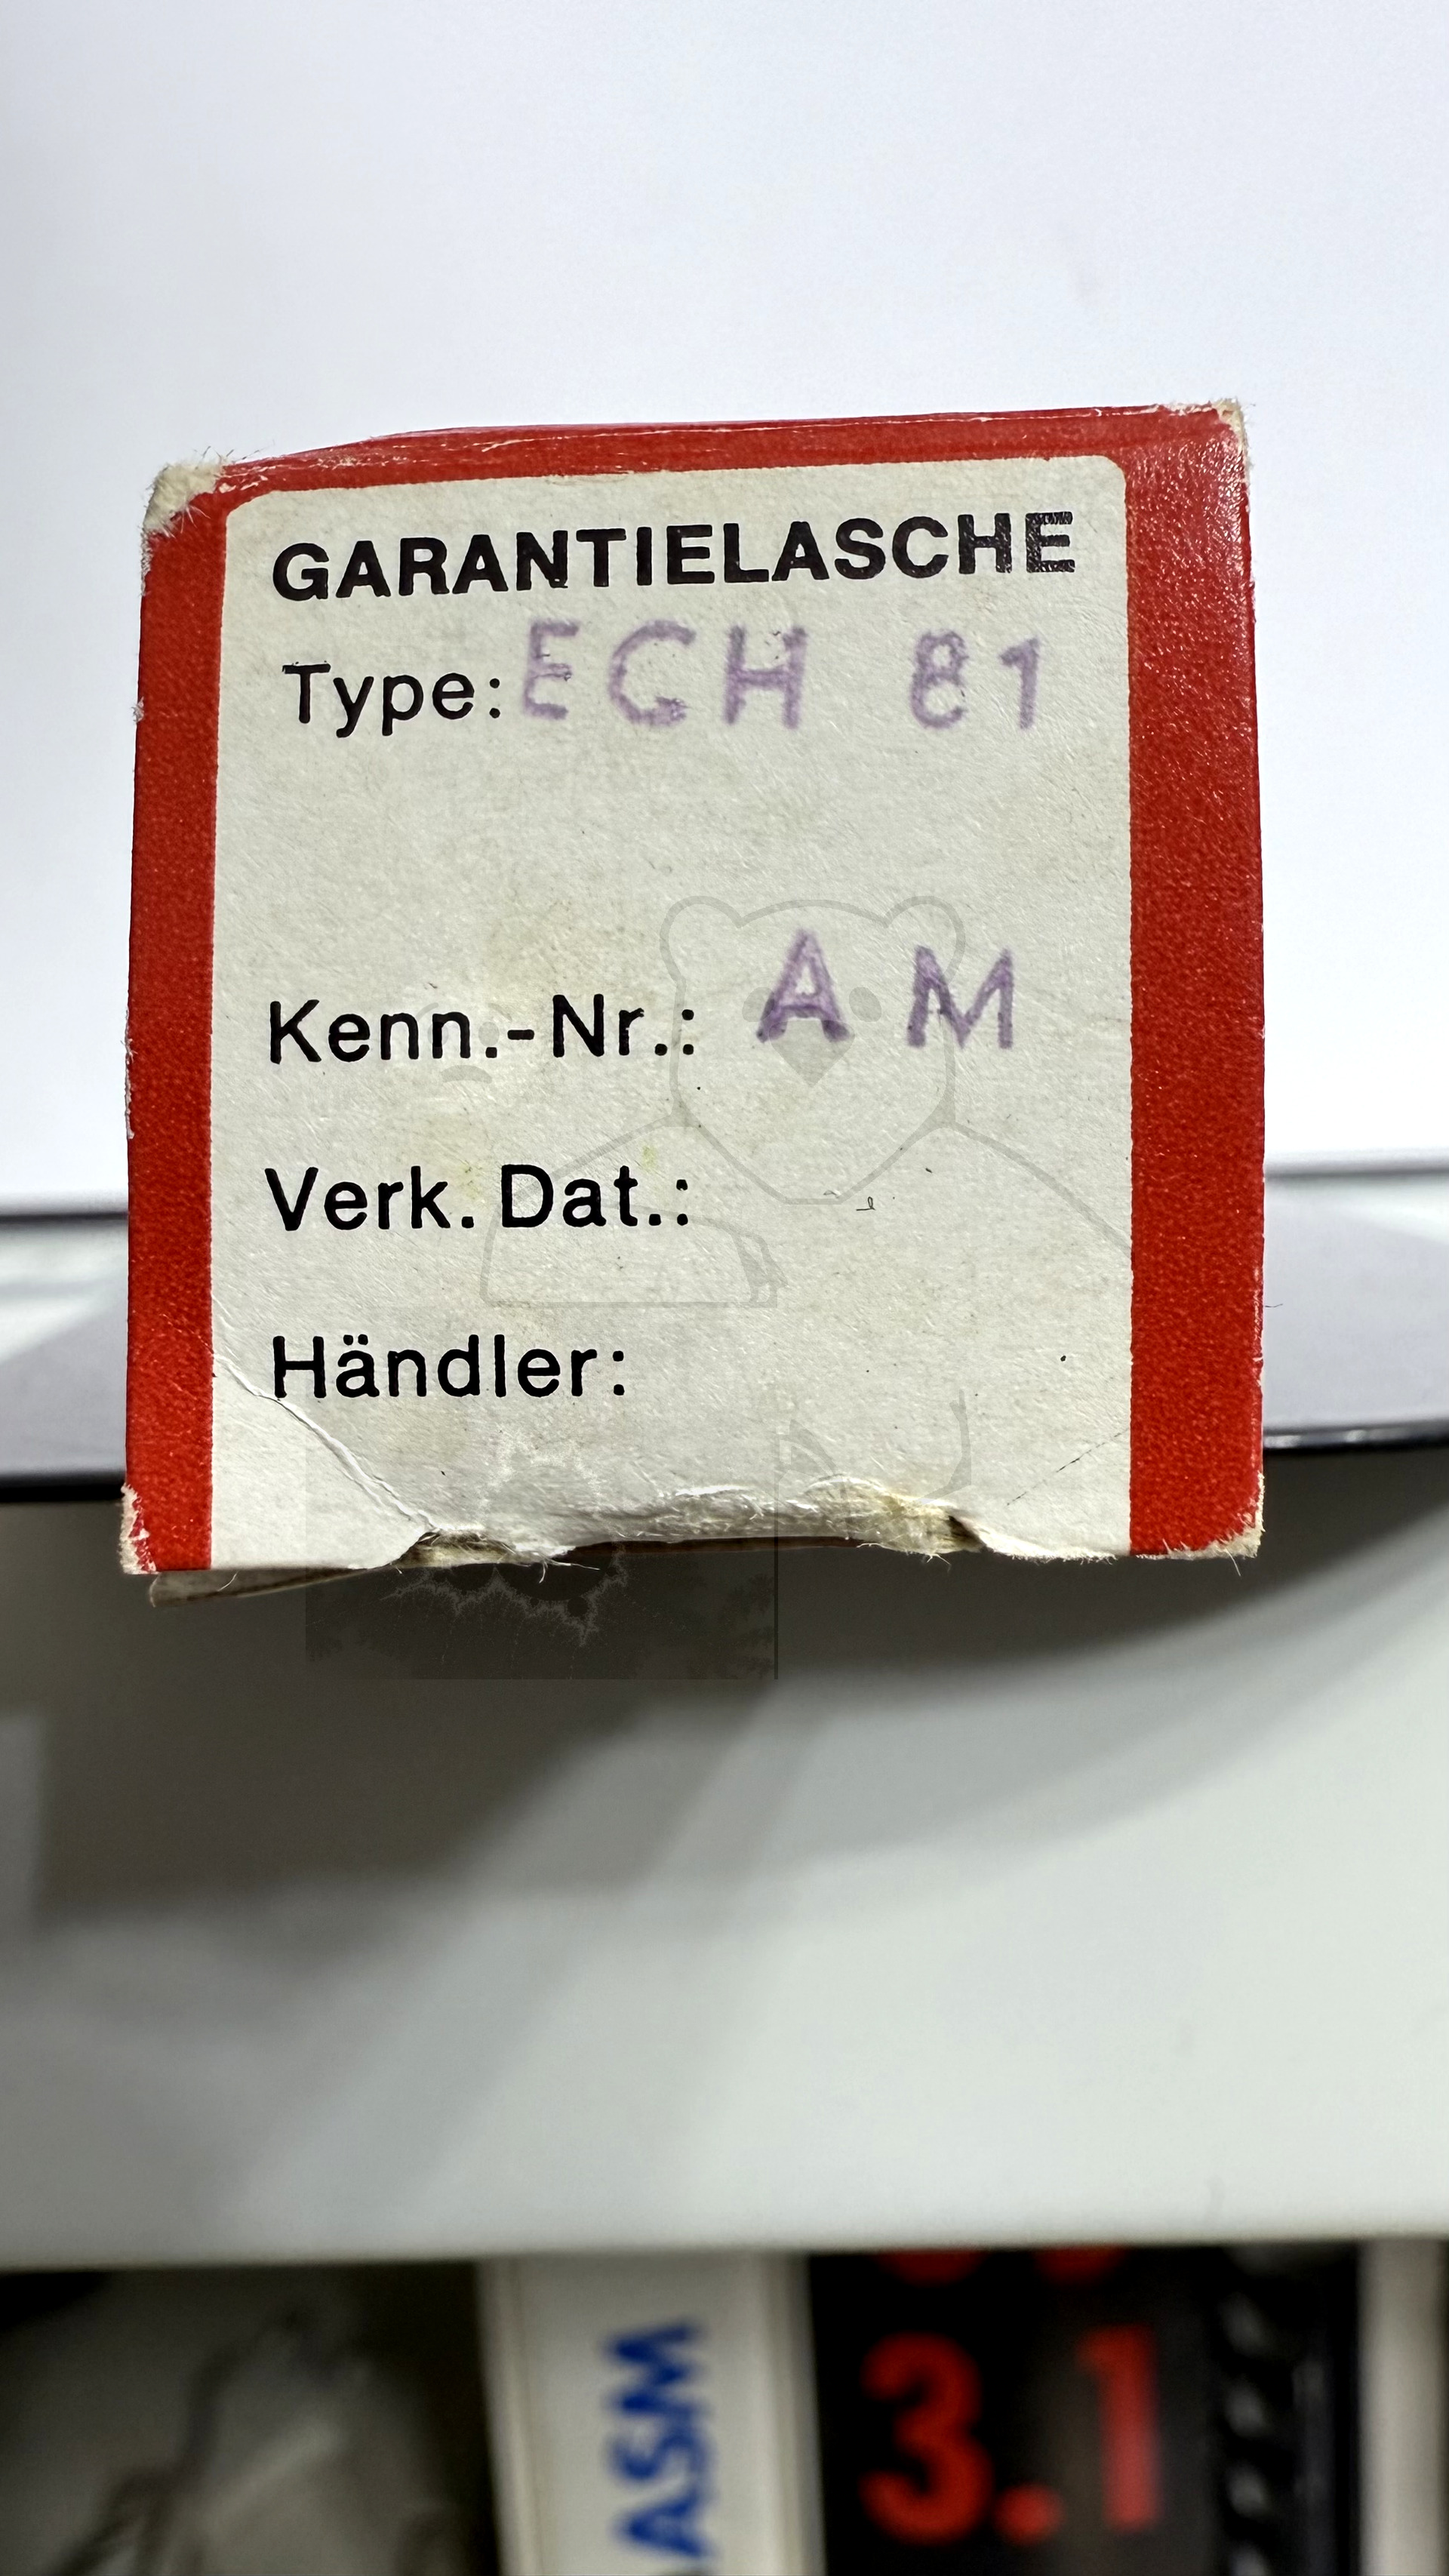 GARANTIELASCHE
Type: ECH 81
Kenn.-Nr.: AM
Verk. Dat.:
Händler:
ASM
3.1